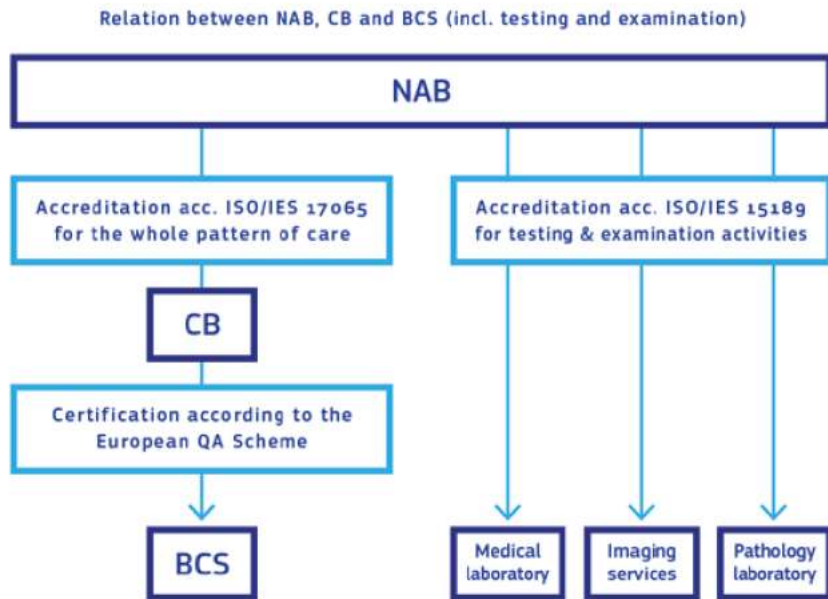 Relation between NAB, CB and BCS (incl. testing and examination)
NAB
Accreditation acc. ISO/IES 17065
for the whole pattern of care
Accreditation acc. ISO/IES 15189
for testing & examination activities
CB
Certification according to the
European QA Scheme
BCS
Medical
laboratory
Imaging
services
Pathology
laboratory